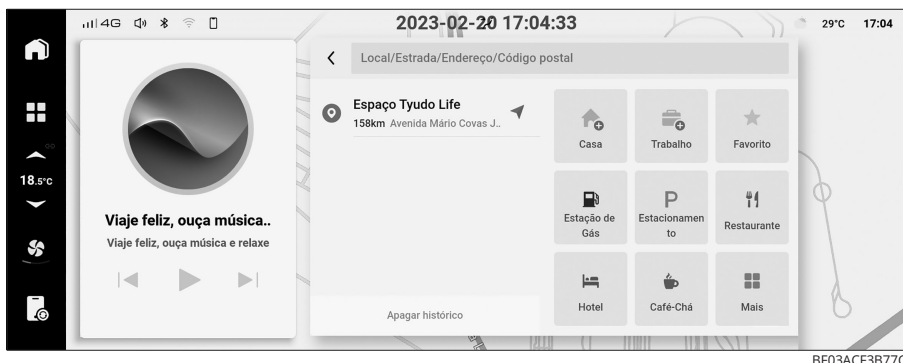 4G
2023-02-20 17:04:33
29°C 17:04
18.5°C
Viaje feliz, ouça música..
Viaje feliz, ouça música e relaxe
Local/Estrada/Endereço/Código postal
Espaço Tyudo Life
158km Avenida Mário Covas J..
Apagar histórico
Casa
Trabalho
Favorito
Estação de
Gás
P
Estacionamen
to
Restaurante
Hotel
Café-Chá
Mais